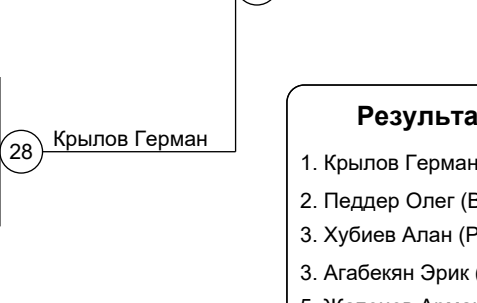 28
Крылов Герман
Результа
1. Крылов Герман
2. Педдер Олег (В
3. Хубиев Алан (Р
3. Агабекян Эрик (